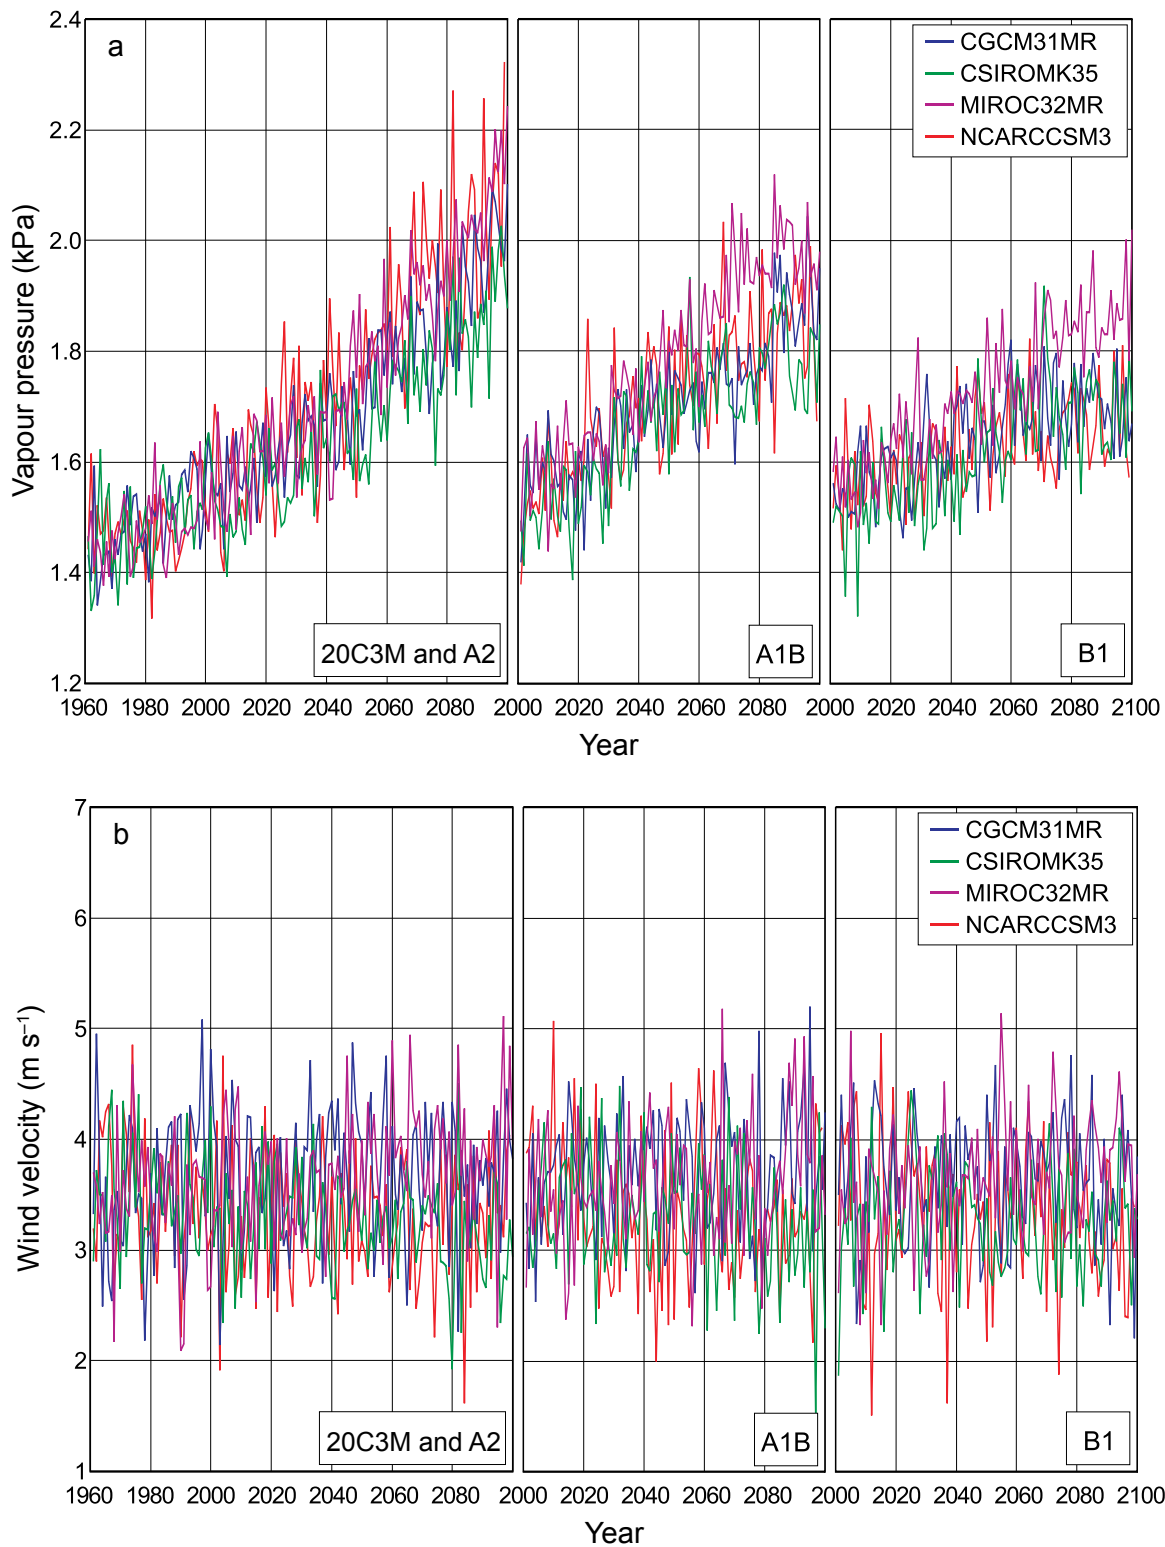 2.4
a
CGCM31MR
CSIROMK35
MIROC32MR
NCARCCSM3
2.2
2.0
1.8
1.6
1.4
1.2
Vapour pressure (kPa)
20C3M and A2
A1B
B1
1960 1980 2000 2020 2040 2060 2080 2000 2020 2040 2060 2080 2000 2020 2040 2060 2080 2100
Year
7
b
CGCM31MR
CSIROMK35
MIROC32MR
NCARCCSM3
6
5
4
3
2
1
Wind velocity (m s⁻¹)
20C3M and A2
A1B
B1
1960 1980 2000 2020 2040 2060 2080 2000 2020 2040 2060 2080 2000 2020 2040 2060 2080 2100
Year